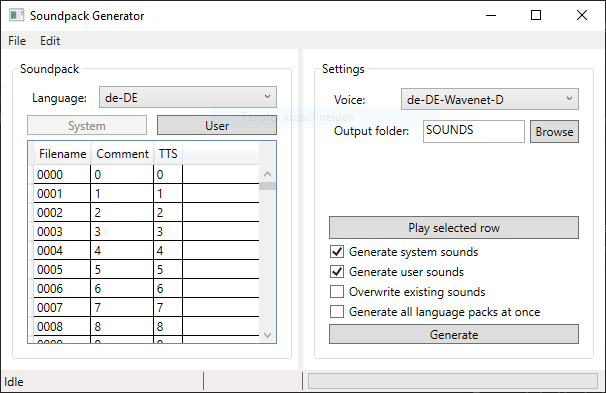 Soundpack Generator
File Edit
Soundpack
Language: de-DE
System User
Filename Comment TTS
0000 0 0
0001 1 1
0002 2 2
0003 3 3
0004 4 4
0005 5 5
0006 6 6
0007 7 7
0008 8 8
Settings
Voice: de-DE-Wavenet-D
Fenster ausschneiden
Output folder: SOUNDS Browse
Play selected row
Generate system sounds
Generate user sounds
Overwrite existing sounds
Generate all language packs at once
Generate
Idle